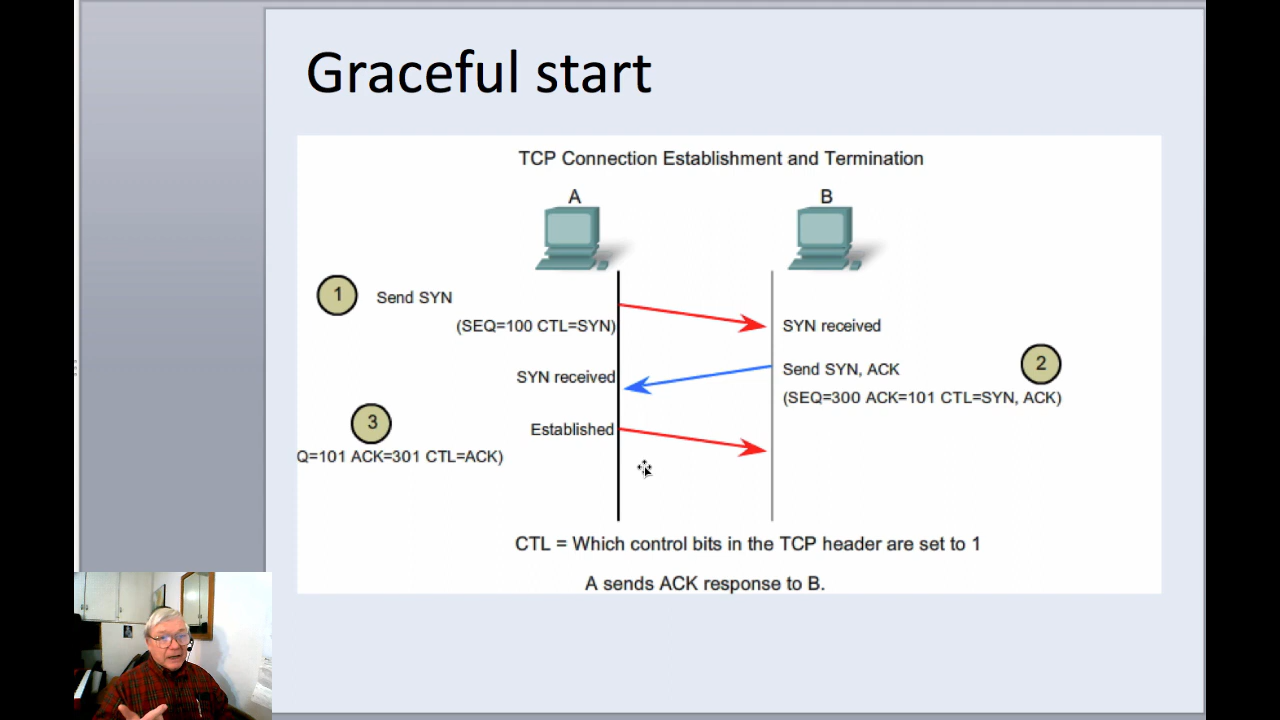 Graceful start
TCP Connection Establishment and Termination
A
B
1
Send SYN
(SEQ=100 CTL=SYN)
SYN received
SYN received
Send SYN, ACK
2
(SEQ=300 ACK=101 CTL=SYN, ACK)
3
Established
Q=101 ACK=301 CTL=ACK)
CTL = Which control bits in the TCP header are set to 1
A sends ACK response to B.